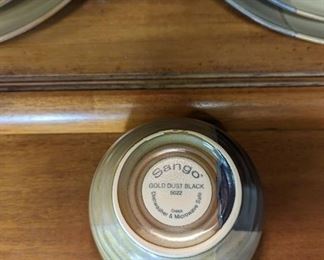 Sango
GOLD DUST BLACK
5022
Dishwasher & Microwave Safe